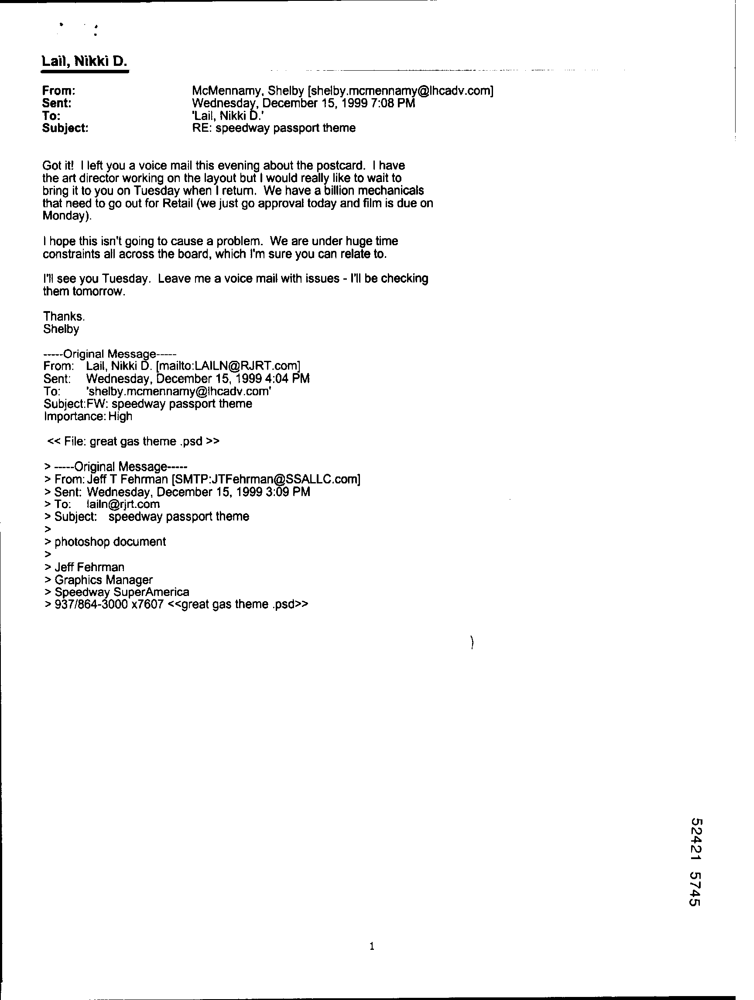 Lail, Nikki D.
From: McMennamy, Shelby [shelby.mcmennamy@lhcadv.com]
Sent: Wednesday, December 15, 1999 7:08 PM
To: 'Lail, Nikki D.'
Subject: RE: speedway passport theme
Got it! I left you a voice mail this evening about the postcard. I have
the art director working on the layout but I would really like to wait to
bring it to you on Tuesday when I return. We have a billion mechanicals
that need to go out for Retail (we just go approval today and film is due on
Monday).
I hope this isn't going to cause a problem. We are under huge time
constraints all across the board, which I'm sure you can relate to.
I'll see you Tuesday. Leave me a voice mail with issues - I'll be checking
them tomorrow.
Thanks.
Shelby
-----Original Message-----
From: Lail, Nikki D. [mailto:LAILN@RJRT.com]
Sent: Wednesday, December 15, 1999 4:04 PM
To: 'shelby.mcmennamy@lhcadv.com'
Subject:FW: speedway passport theme
Importance: High
<< File: great gas theme .psd >>
> -----Original Message-----
> From: Jeff T Fehrman [SMTP:JTFehrman@SSALLC.com]
> Sent: Wednesday, December 15, 1999 3:09 PM
> To: lailn@rjrt.com
> Subject: speedway passport theme
>
> photoshop document
>
> Jeff Fehrman
> Graphics Manager
> Speedway SuperAmerica
> 937/864-3000 x7607 <<great gas theme .psd>>
52421 5745
1